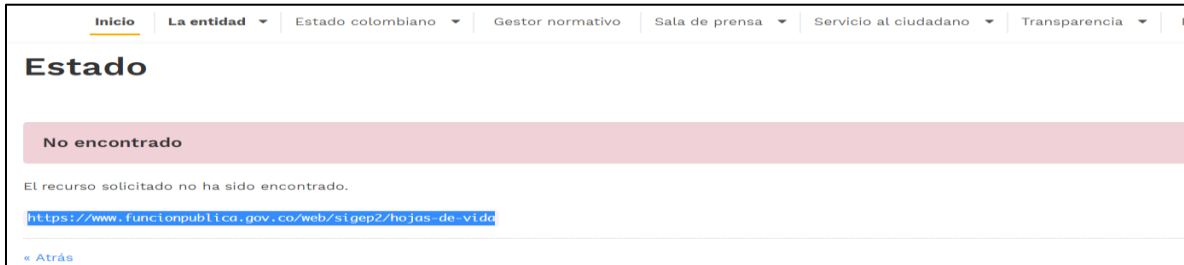 Inicio La entidad Estado colombiano Gestor normativo Sala de prensa Servicio al ciudadano Transparencia
Estado
No encontrado
El recurso solicitado no ha sido encontrado.
https://www.funcionpublica.gov.co/web/sigep2/hojas-de-vida
« Atrás